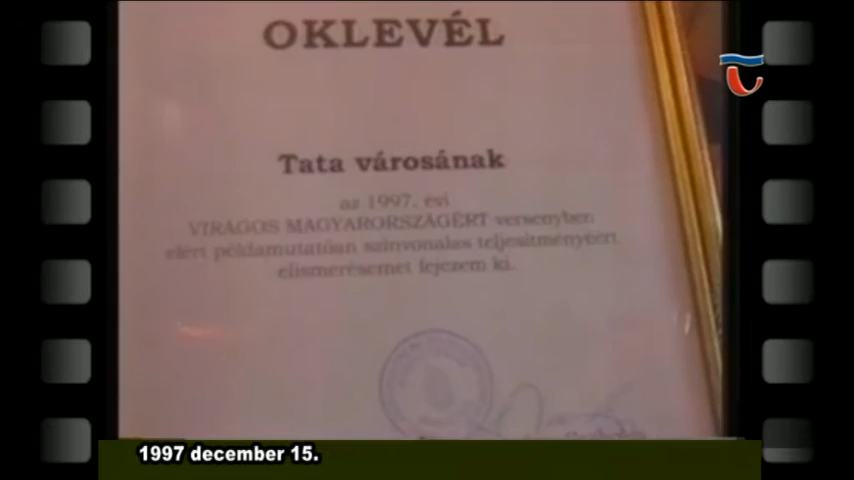 OKLEVÉL
Tata városának
az 1997. évi
VIRÁGOS MAGYARORSZÁGÉRT versenyben
elért példamutatóan színvonalas teljesítményéért
elismerésemet fejezem ki.
1997 december 15.